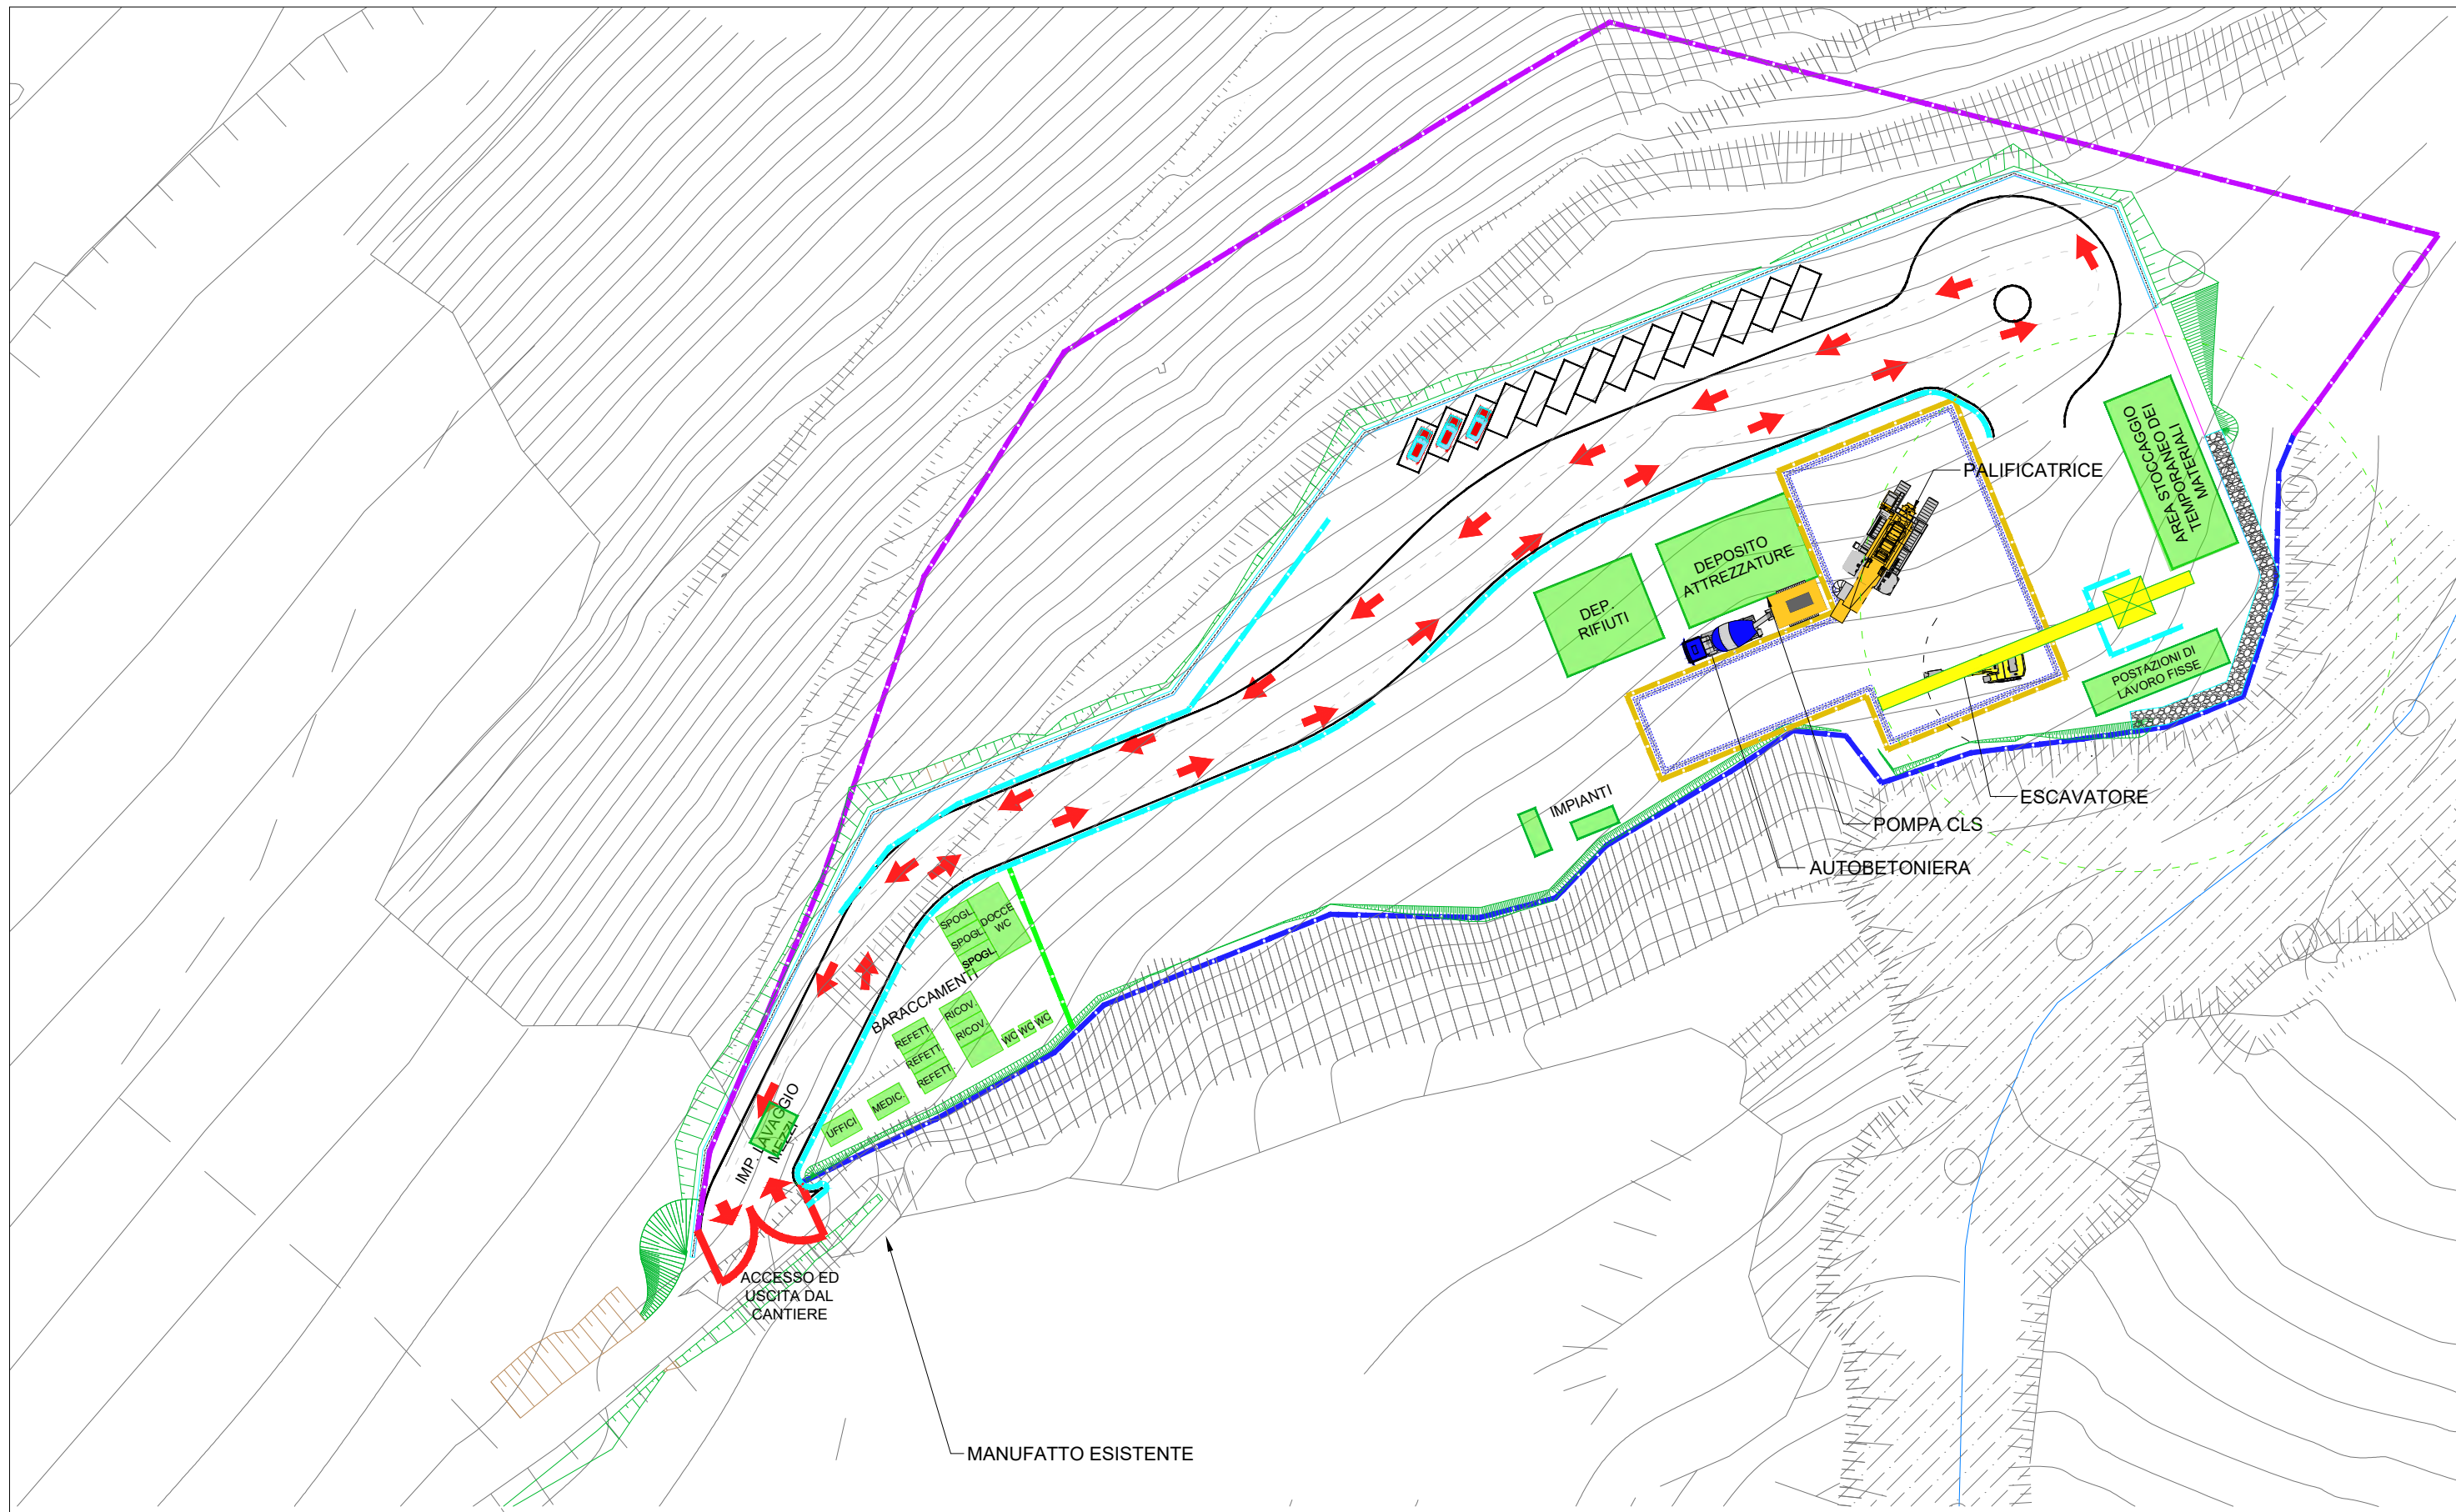 PALIFICATRICE
AREA STOCCAGGIO
TEMPORANEO DEI
MATERIALI
DEPOSITO
ATTREZZATURE
DEP.
RIFIUTI
POSTAZIONI DI
LAVORO FISSE
ESCAVATORE
IMPIANTI
POMPA CLS
AUTOBETONIERA
SPOGL.
SPOGL.
SPOGL.
DOCCE
WC
BARACCAMENTI
RICOV.
RICOV.
REFETT.
REFETT.
REFETT.
WC
WC
WC
MEDIC.
UFFICI
IMP. LAVAGGIO
MEZZI
ACCESSO ED
USCITA DAL
CANTIERE
MANUFATTO ESISTENTE